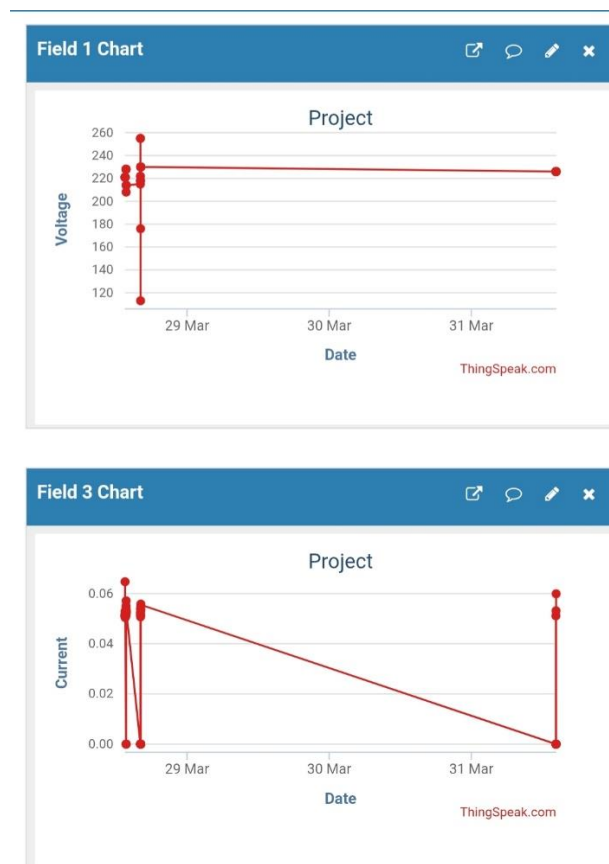 Field 1 Chart
Project
260
240
220
200
180
160
140
120
Voltage
29 Mar 30 Mar 31 Mar
Date
ThingSpeak.com
Field 3 Chart
Project
0.06
0.04
0.02
0.00
Current
29 Mar 30 Mar 31 Mar
Date
ThingSpeak.com